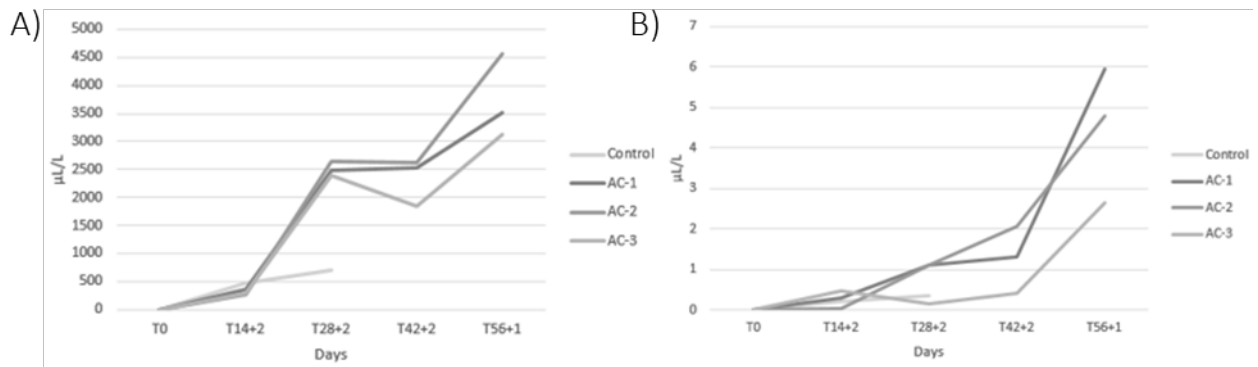 A)
5000
4500
4000
3500
3000
2500
2000
1500
1000
500
0
µL/L
T0 T14+2 T28+2 T42+2 T56+1
Days
Control
AC-1
AC-2
AC-3
B)
7
6
5
4
3
2
1
0
µL/L
T0 T14+2 T28+2 T42+2 T56+1
Days
Control
AC-1
AC-2
AC-3